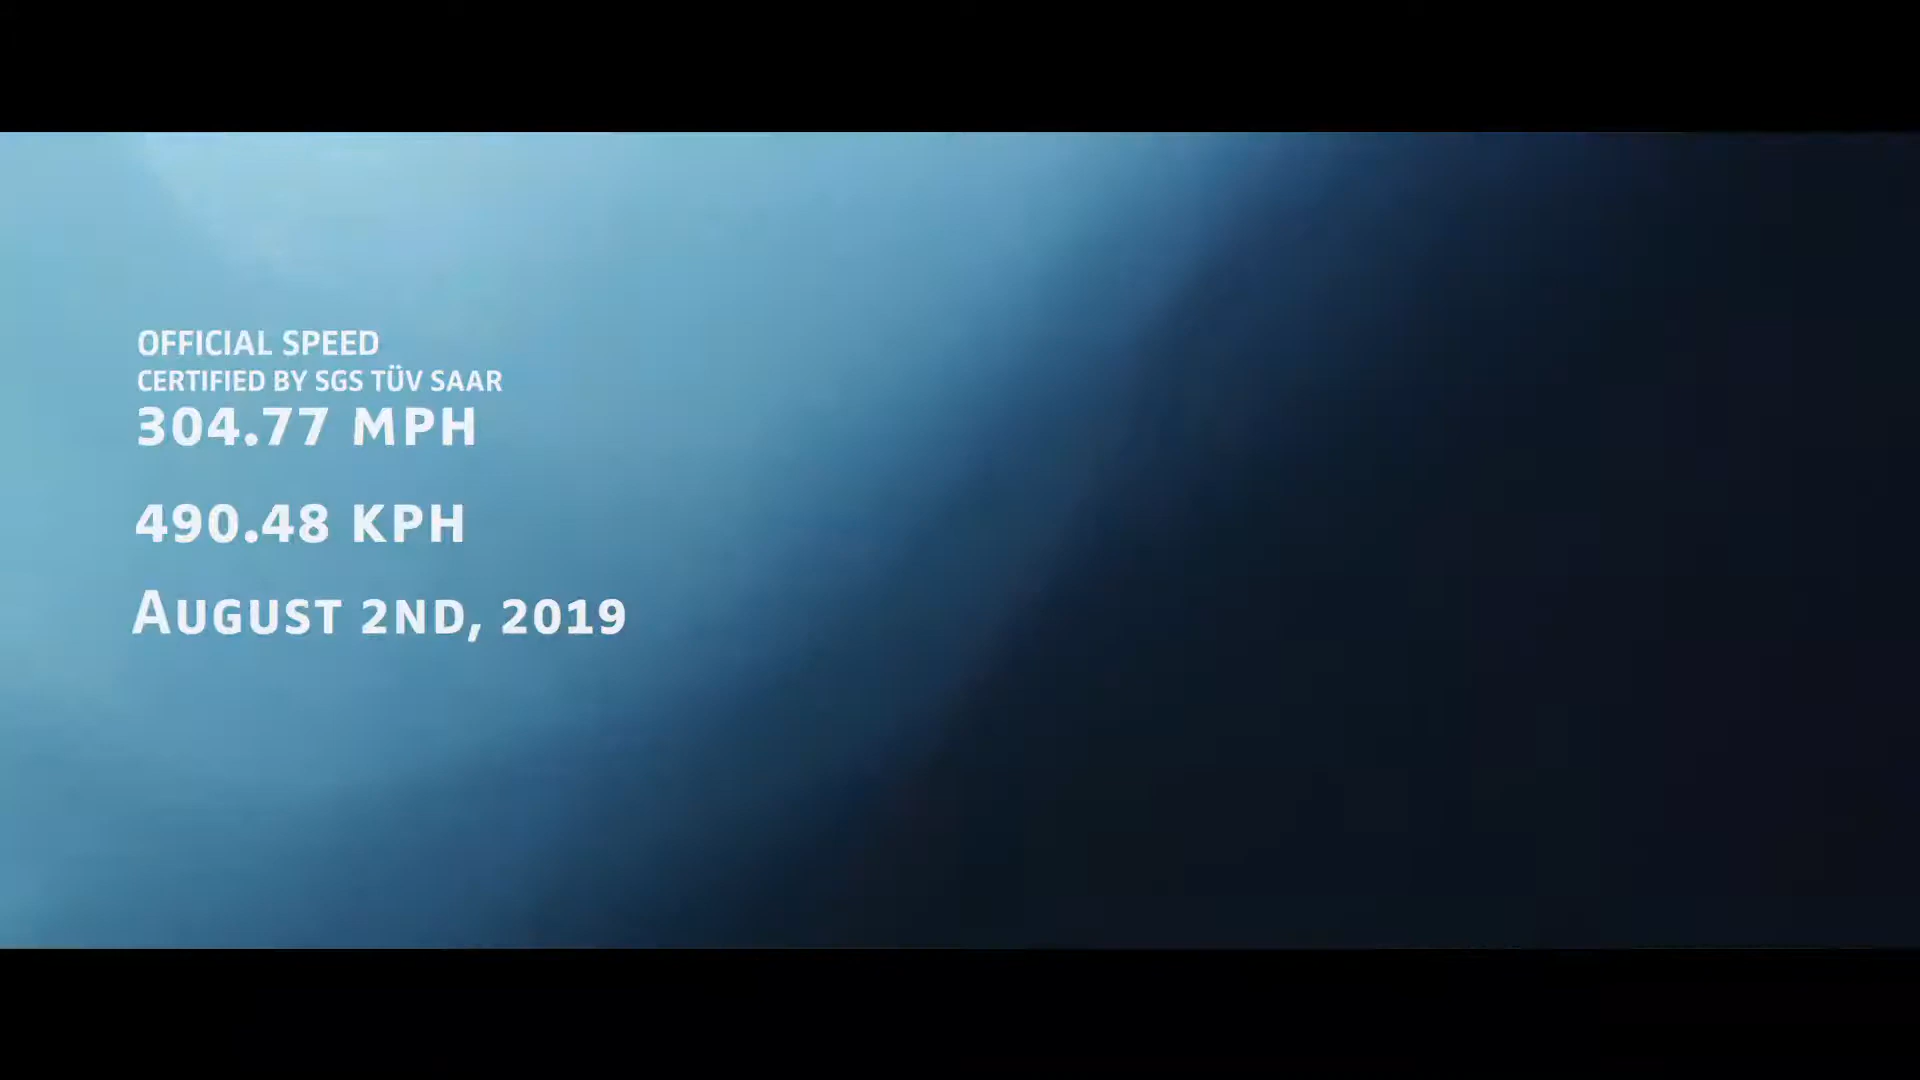 OFFICIAL SPEED
CERTIFIED BY SGS TÜV SAAR
304.77 MPH
490.48 KPH
AUGUST 2ND, 2019